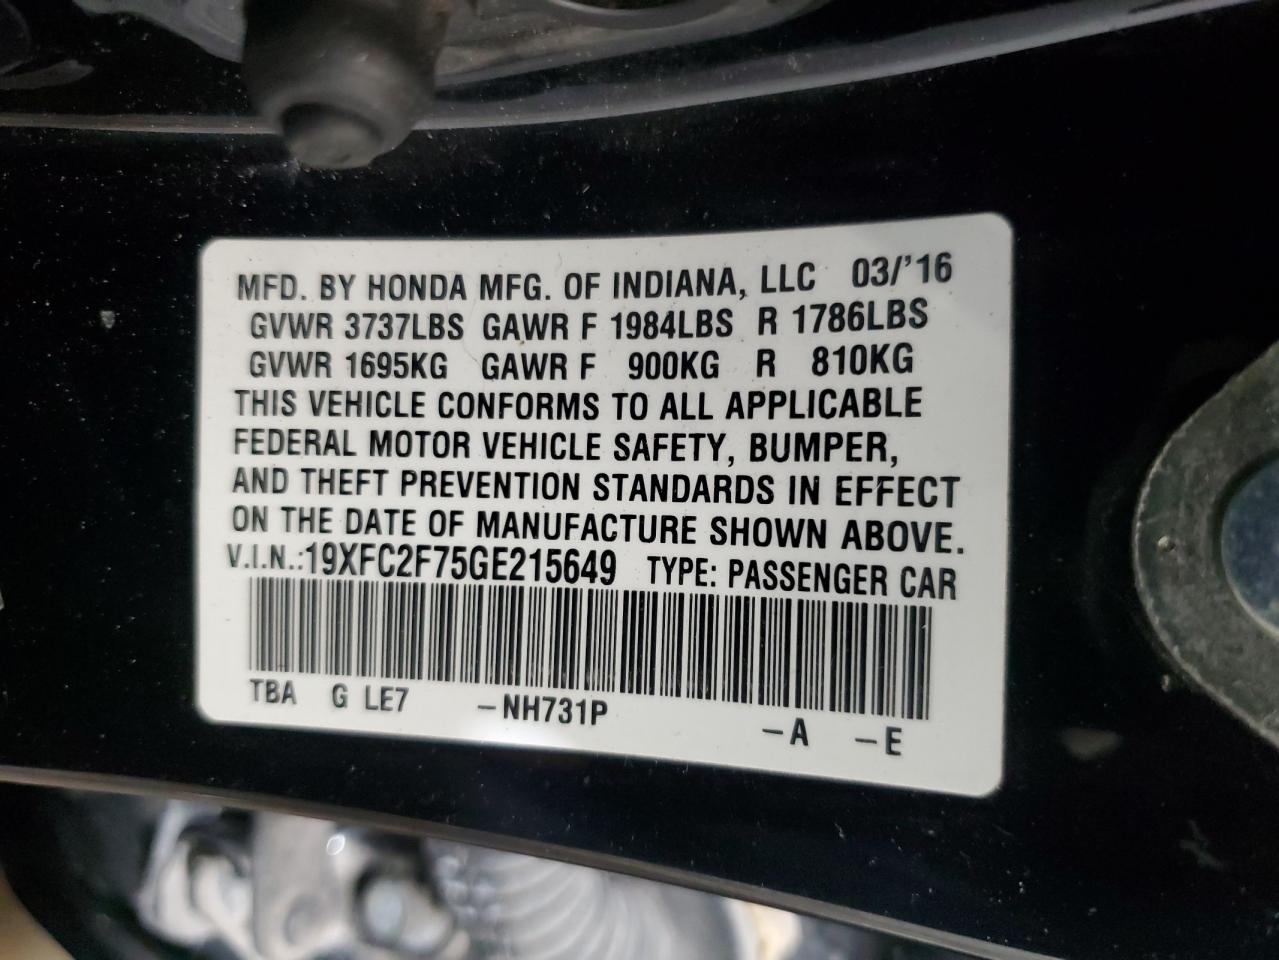 MFD. BY HONDA MFG. OF INDIANA, LLC 03/'16
GVWR 3737LBS GAWR F 1984LBS R 1786LBS
GVWR 1695KG GAWR F 900KG R 810KG
THIS VEHICLE CONFORMS TO ALL APPLICABLE
FEDERAL MOTOR VEHICLE SAFETY, BUMPER,
AND THEFT PREVENTION STANDARDS IN EFFECT
ON THE DATE OF MANUFACTURE SHOWN ABOVE.
V.I.N.:19XFC2F75GE215649 TYPE: PASSENGER CAR
TBA G LE7 -NH731P -A -E